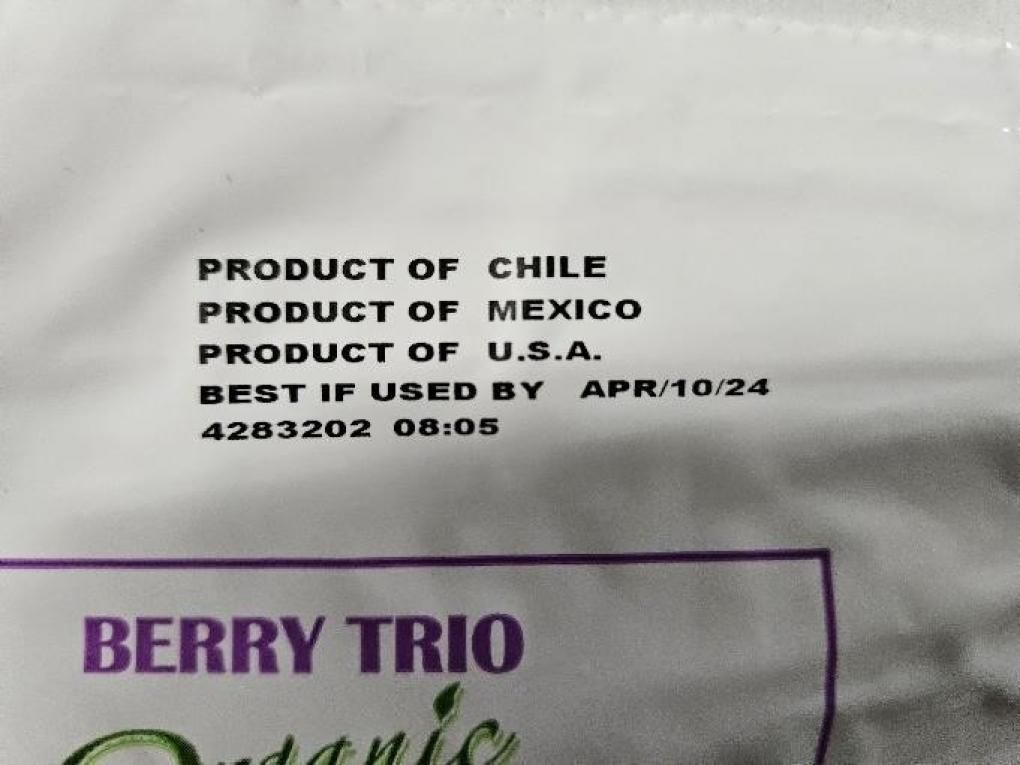 PRODUCT OF CHILE
PRODUCT OF MEXICO
PRODUCT OF U.S.A.
BEST IF USED BY APR/10/24
4283202 08:05
BERRY TRIO
Organic